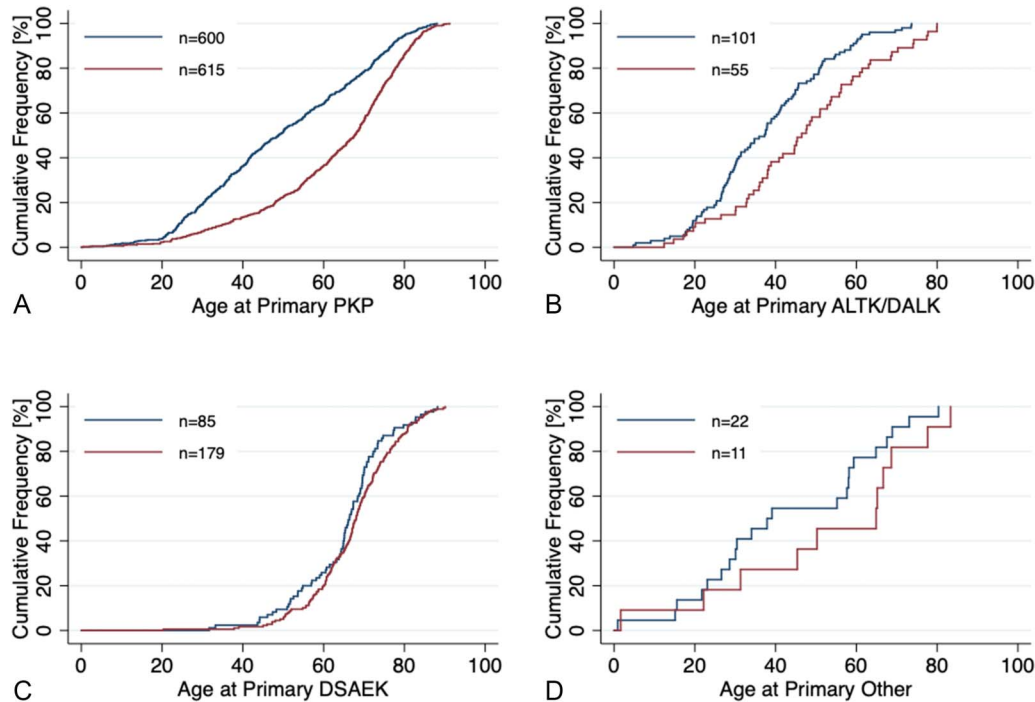 Cumulative Frequency [%]
0 20 40 60 80 100
n=600
n=615
0 20 40 60 80 100
A
Age at Primary PKP
Cumulative Frequency [%]
0 20 40 60 80 100
n=101
n=55
0 20 40 60 80 100
B
Age at Primary ALTK/DALK
Cumulative Frequency [%]
0 20 40 60 80 100
n=85
n=179
0 20 40 60 80 100
C
Age at Primary DSAEK
Cumulative Frequency [%]
0 20 40 60 80 100
n=22
n=11
0 20 40 60 80 100
D
Age at Primary Other